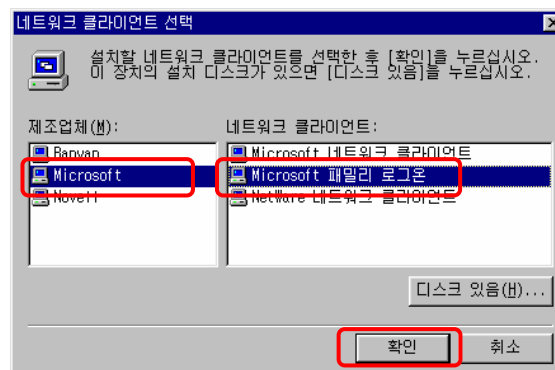 네트워크 클라이언트 선택
설치할 네트워크 클라이언트를 선택한 후 [확인]을 누르십시오.
이 장치의 설치 디스크가 있으면 [디스크 있음]을 누르십시오.
제조업체(M):
네트워크 클라이언트:
Banyan
Microsoft
Novell
Microsoft 네트워크 클라이언트
Microsoft 패밀리 로그온
NetWare 네트워크 클라이언트
디스크 있음(H)...
확인
취소